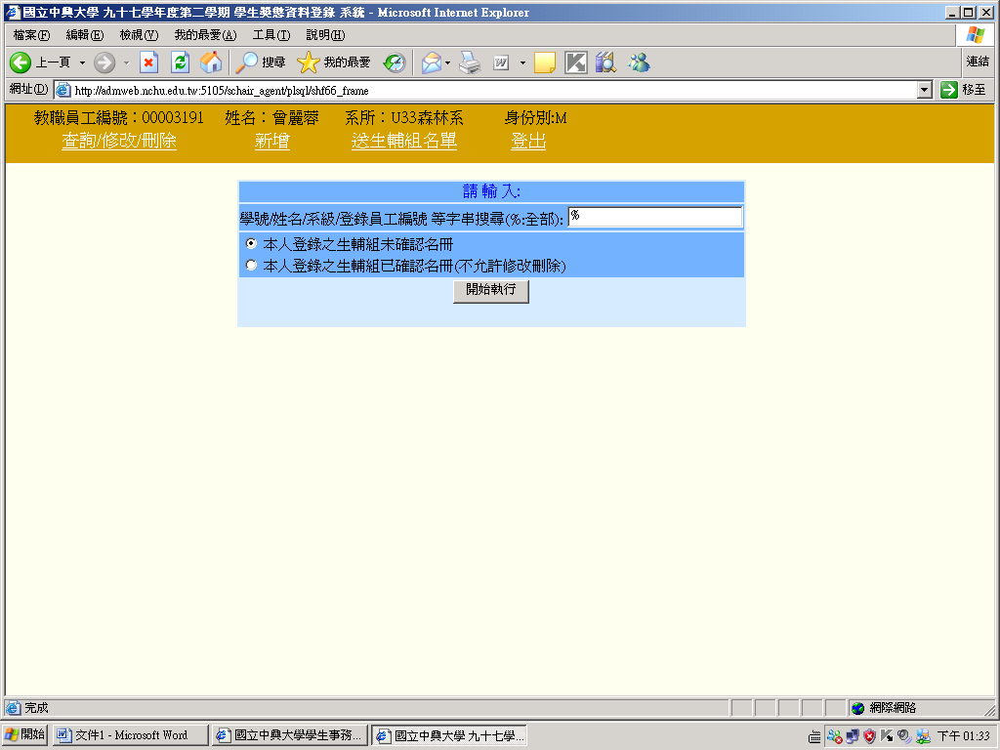 國立中興大學 九十七學年度第二學期 學生獎懲資料登錄 系統 - Microsoft Internet Explorer
檔案(F) 編輯(E) 檢視(V) 我的最愛(A) 工具(T) 說明(H)
上一頁 搜尋 我的最愛 連結
網址(D) http://admweb.nchu.edu.tw:5105/schair_agent/plsql/shf66_frame 移至
教職員工編號：00003191 姓名：曾麗蓉 系所：U33森林系 身份別:M
查詢/修改/刪除 新增 送生輔組名單 登出
請 輸 入:
學號/姓名/系級/登錄員工編號 等字串搜尋(%:全部): %
本人登錄之生輔組未確認名冊
本人登錄之生輔組已確認名冊(不允許修改刪除)
開始執行
完成 網際網路
開始 文件1 - Microsoft Word 國立中興大學學生事務... 國立中興大學 九十七學... 下午 01:33